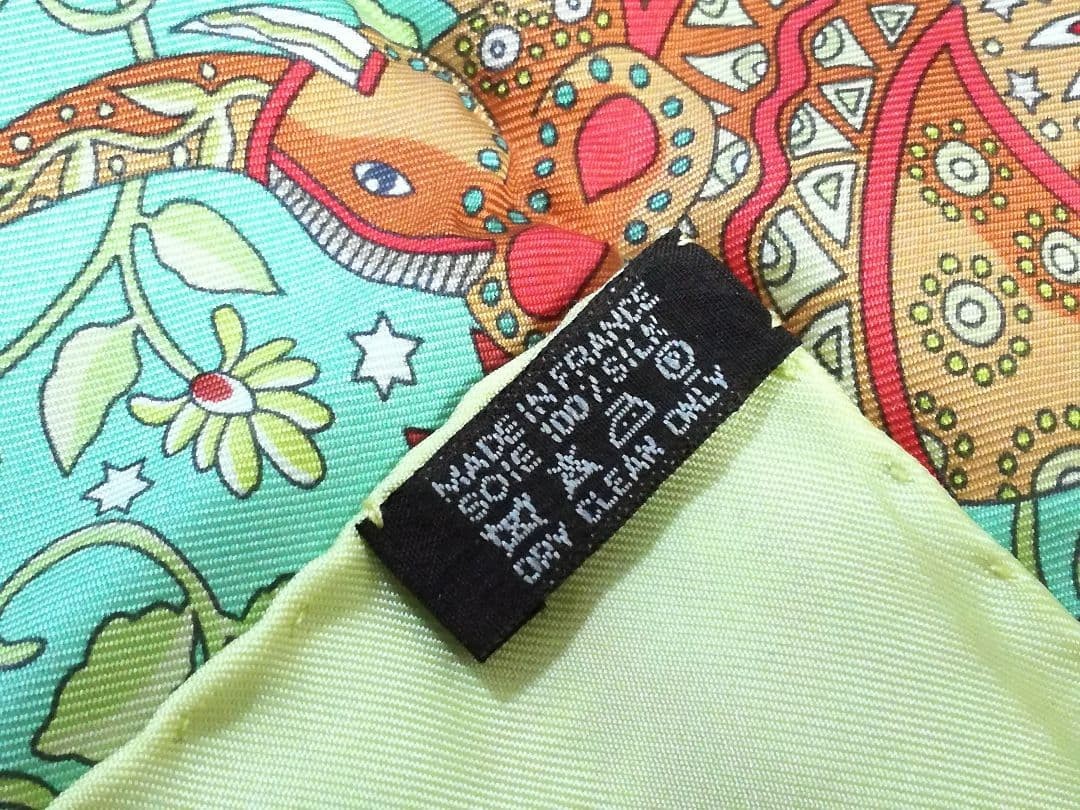 MADE IN FRANCE
SOIE 100% SILK
Ⓟ
DRY CLEAN ONLY